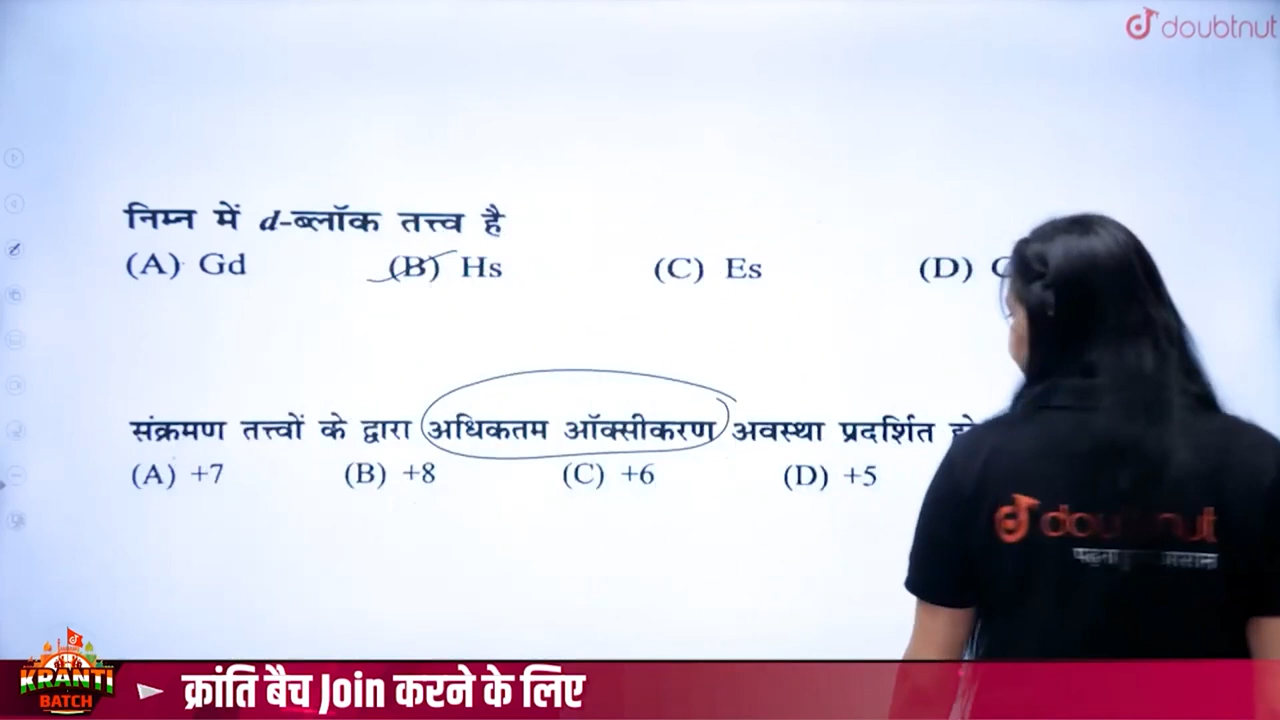 doubtnut
निम्न में d-ब्लॉक तत्त्व है
(A) Gd (B) Hs (C) Es (D)
संक्रमण तत्त्वों के द्वारा अधिकतम ऑक्सीकरण अवस्था प्रदर्शित
(A) +7 (B) +8 (C) +6 (D) +5
doubtnut
KRANTI
BATCH
क्रांति बैच Join करने के लिए